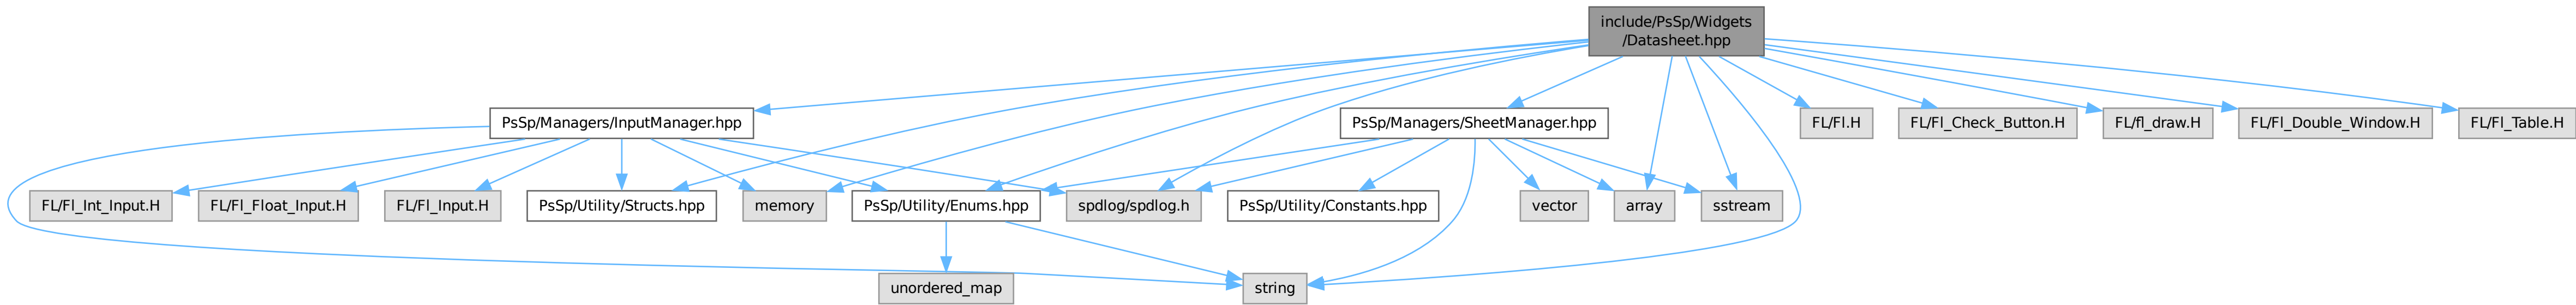 include/PsSp/Widgets
/Datasheet.hpp
PsSp/Managers/InputManager.hpp
PsSp/Managers/SheetManager.hpp
FL/Fl.H
FL/Fl_Check_Button.H
FL/fl_draw.H
FL/Fl_Double_Window.H
FL/Fl_Table.H
FL/Fl_Int_Input.H
FL/Fl_Float_Input.H
FL/Fl_Input.H
PsSp/Utility/Structs.hpp
memory
PsSp/Utility/Enums.hpp
spdlog/spdlog.h
PsSp/Utility/Constants.hpp
vector
array
sstream
unordered_map
string